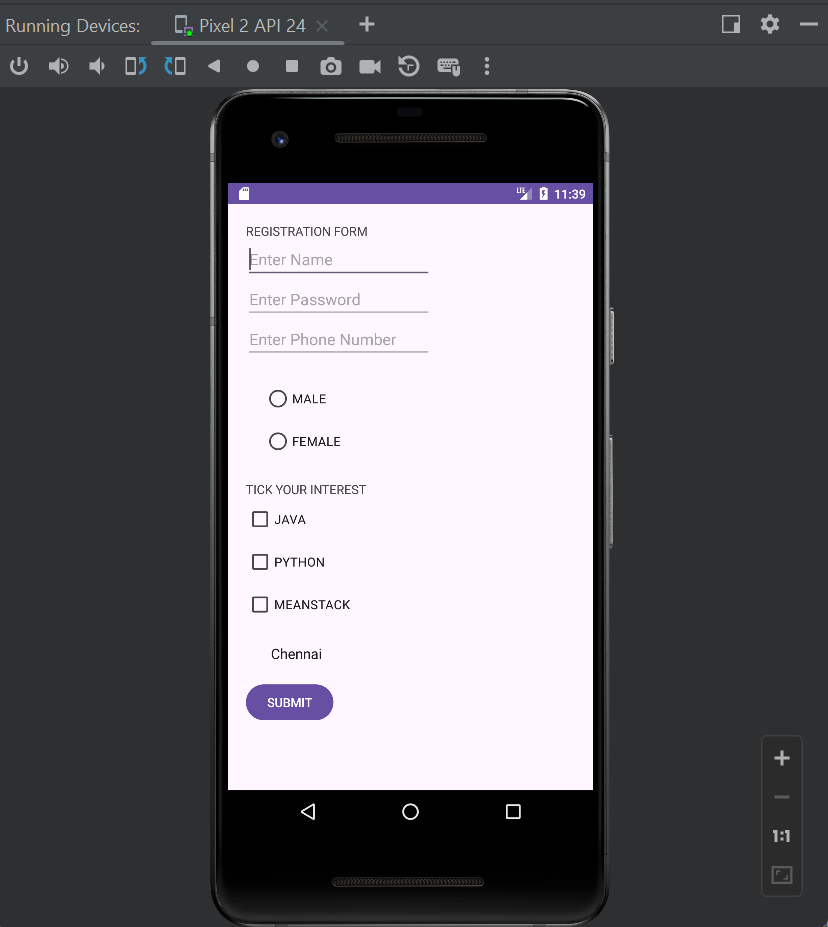 Running Devices: Pixel 2 API 24
LTE 11:39
REGISTRATION FORM
Enter Name
Enter Password
Enter Phone Number
MALE
FEMALE
TICK YOUR INTEREST
JAVA
PYTHON
MEANSTACK
Chennai
SUBMIT
1:1